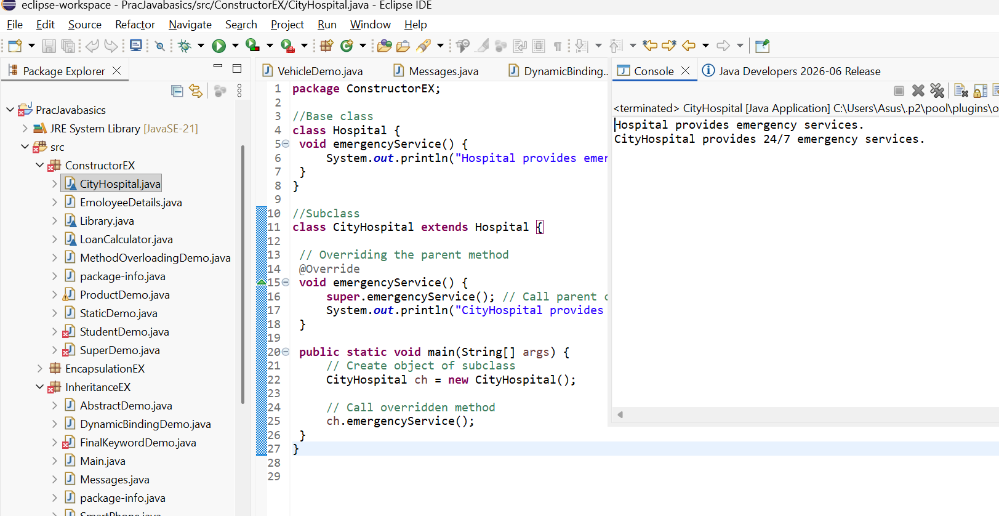 eclipse-workspace - PracJavabasics/src/ConstructorEX/CityHospital.java - Eclipse IDE
File Edit Source Refactor Navigate Search Project Run Window Help
Package Explorer
PracJavabasics
JRE System Library [JavaSE-21]
src
ConstructorEX
CityHospital.java
EmoloyeeDetails.java
Library.java
LoanCalculator.java
MethodOverloadingDemo.java
package-info.java
ProductDemo.java
StaticDemo.java
StudentDemo.java
SuperDemo.java
EncapsulationEX
InheritanceEX
AbstractDemo.java
DynamicBindingDemo.java
FinalKeywordDemo.java
Main.java
Messages.java
package-info.java
SmartPhone.java
VehicleDemo.java Messages.java DynamicBinding...
1 package ConstructorEX;
2
3 //Base class
4 class Hospital {
5 void emergencyService() {
6 System.out.println("Hospital provides emer
7 }
8 }
9
10 //Subclass
11 class CityHospital extends Hospital {
12
13 // Overriding the parent method
14 @Override
15 void emergencyService() {
16 super.emergencyService(); // Call parent
17 System.out.println("CityHospital provides
18 }
19
20 public static void main(String[] args) {
21 // Create object of subclass
22 CityHospital ch = new CityHospital();
23
24 // Call overridden method
25 ch.emergencyService();
26 }
27 }
28
29
Console Java Developers 2026-06 Release
<terminated> CityHospital [Java Application] C:\Users\Asus\.p2\pool\plugins\o
Hospital provides emergency services.
CityHospital provides 24/7 emergency services.